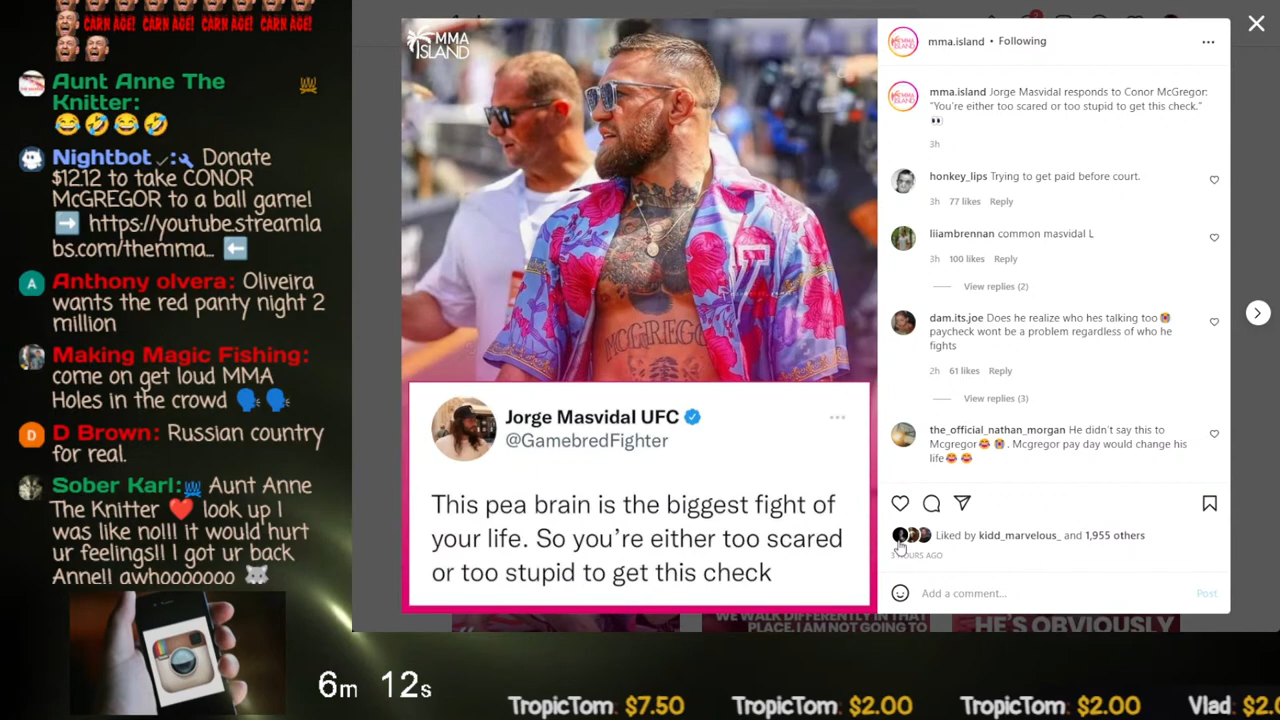 CARN AGE! CARN AGE! CARN AGE! CARN AGE!
Aunt Anne The
Knitter:
😂🤣😂🤣
Nightbot ✓:🔧 Donate
$12.12 to take CONOR
McGREGOR to a ball game!
➡️ https://youtube.streamla
bs.com/themma... ⬅️
A
Anthony olvera: Oliveira
wants the red panty night 2
million
Making Magic Fishing:
come on get loud MMA
Holes in the crowd 🗣️🗣️
D
D Brown: Russian country
for real.
Sober Karl: Aunt Anne
The Knitter ❤️ look up I
was like no!!! it would hurt
ur feelings!! I got ur back
Anne!! awhooooooo 🐺
6m 12s
MMA
ISLAND
MCGREGOR
Jorge Masvidal UFC
@GamebredFighter
...
This pea brain is the biggest fight of
your life. So you're either too scared
or too stupid to get this check
mma.island • Following
...
mma.island Jorge Masvidal responds to Conor McGregor:
"You're either too scared or too stupid to get this check."
👀
3h
honkey_lips Trying to get paid before court.
3h 77 likes Reply
liiambrennan common masvidal L
3h 100 likes Reply
View replies (2)
dam.its.joe Does he realize who hes talking too 😭
paycheck wont be a problem regardless of who he
fights
2h 61 likes Reply
View replies (3)
the_official_nathan_morgan He didn't say this to
Mcgregor😂😭. Mcgregor pay day would change his
life😂😂
Liked by kidd_marvelous_ and 1,955 others
3 HOURS AGO
Add a comment...
Post
WE WALK DIFFERENTLY IN THAT
PLACE. I AM NOT GOING TO
HE'S OBVIOUSLY
TropicTom: $7.50 TropicTom: $2.00 TropicTom: $2.00 Vlad: $2.0